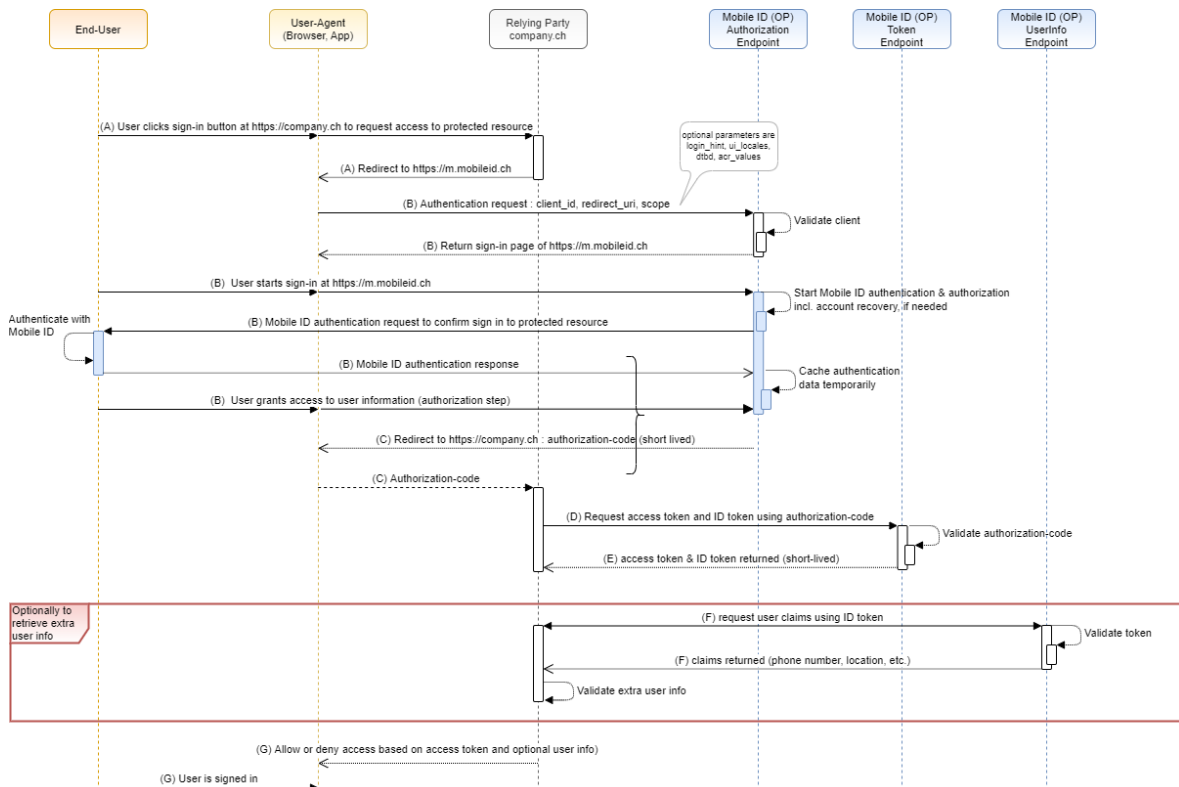 End-User
User-Agent
(Browser, App)
Relying Party
company.ch
Mobile ID (OP)
Authorization
Endpoint
Mobile ID (OP)
Token
Endpoint
Mobile ID (OP)
UserInfo
Endpoint
(A) User clicks sign-in button at https://company.ch to request access to protected resource
optional parameters are
login_hint, ui_locales,
dtbd, acr_values
(A) Redirect to https://m.mobileid.ch
(B) Authentication request : client_id, redirect_uri, scope
Validate client
(B) Return sign-in page of https://m.mobileid.ch
(B) User starts sign-in at https://m.mobileid.ch
Start Mobile ID authentication & authorization
incl. account recovery, if needed
Authenticate with
Mobile ID
(B) Mobile ID authentication request to confirm sign in to protected resource
(B) Mobile ID authentication response
Cache authentication
data temporarily
(B) User grants access to user information (authorization step)
(C) Redirect to https://company.ch : authorization-code (short lived)
(C) Authorization-code
(D) Request access token and ID token using authorization-code
Validate authorization-code
(E) access token & ID token returned (short-lived)
Optionally to
retrieve extra
user info
(F) request user claims using ID token
Validate token
(F) claims returned (phone number, location, etc.)
Validate extra user info
(G) Allow or deny access based on access token and optional user info)
(G) User is signed in